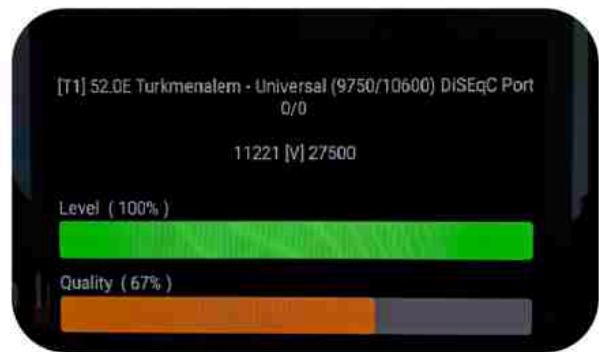 [T1] 52.0E Turkmenalem - Universal (9750/10600) DiSEqC Port
0/0
11221 [V] 27500
Level ( 100% )
Quality ( 67% )